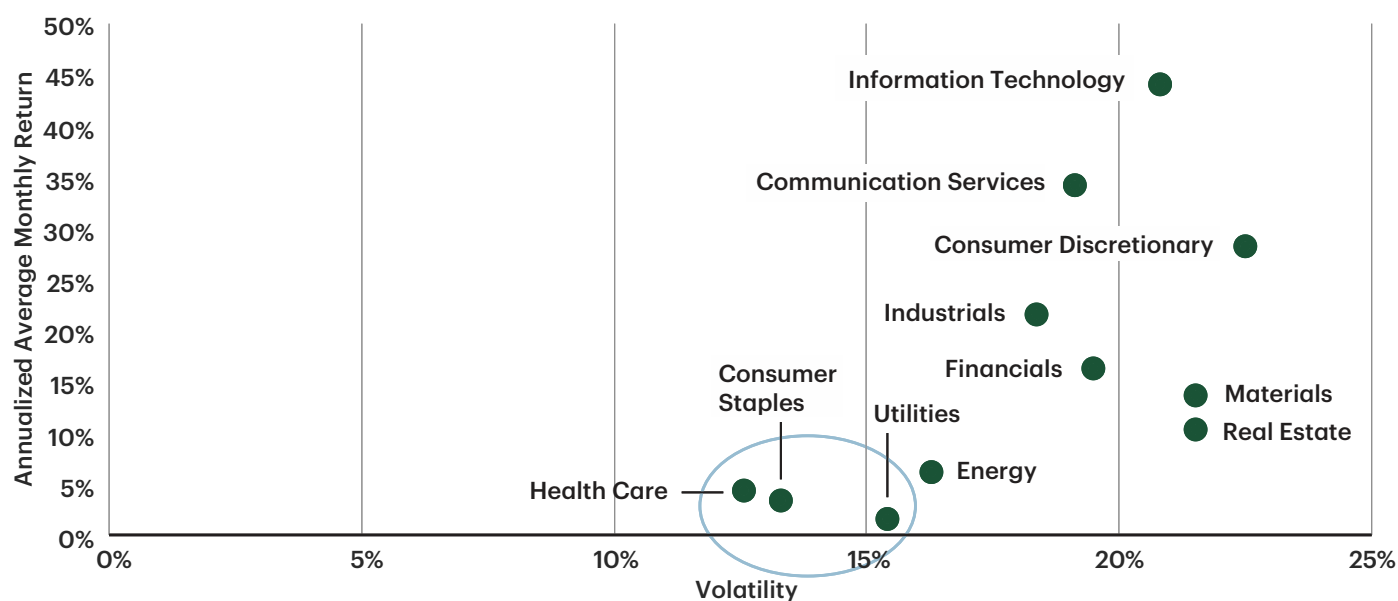 50%
45%
40%
35%
30%
25%
20%
15%
10%
5%
0%
Annualized Average Monthly Return
Information Technology
Communication Services
Consumer Discretionary
Industrials
Financials
Consumer
Staples
Utilities
Materials
Real Estate
Energy
Health Care
0%
5%
10%
15%
20%
25%
Volatility